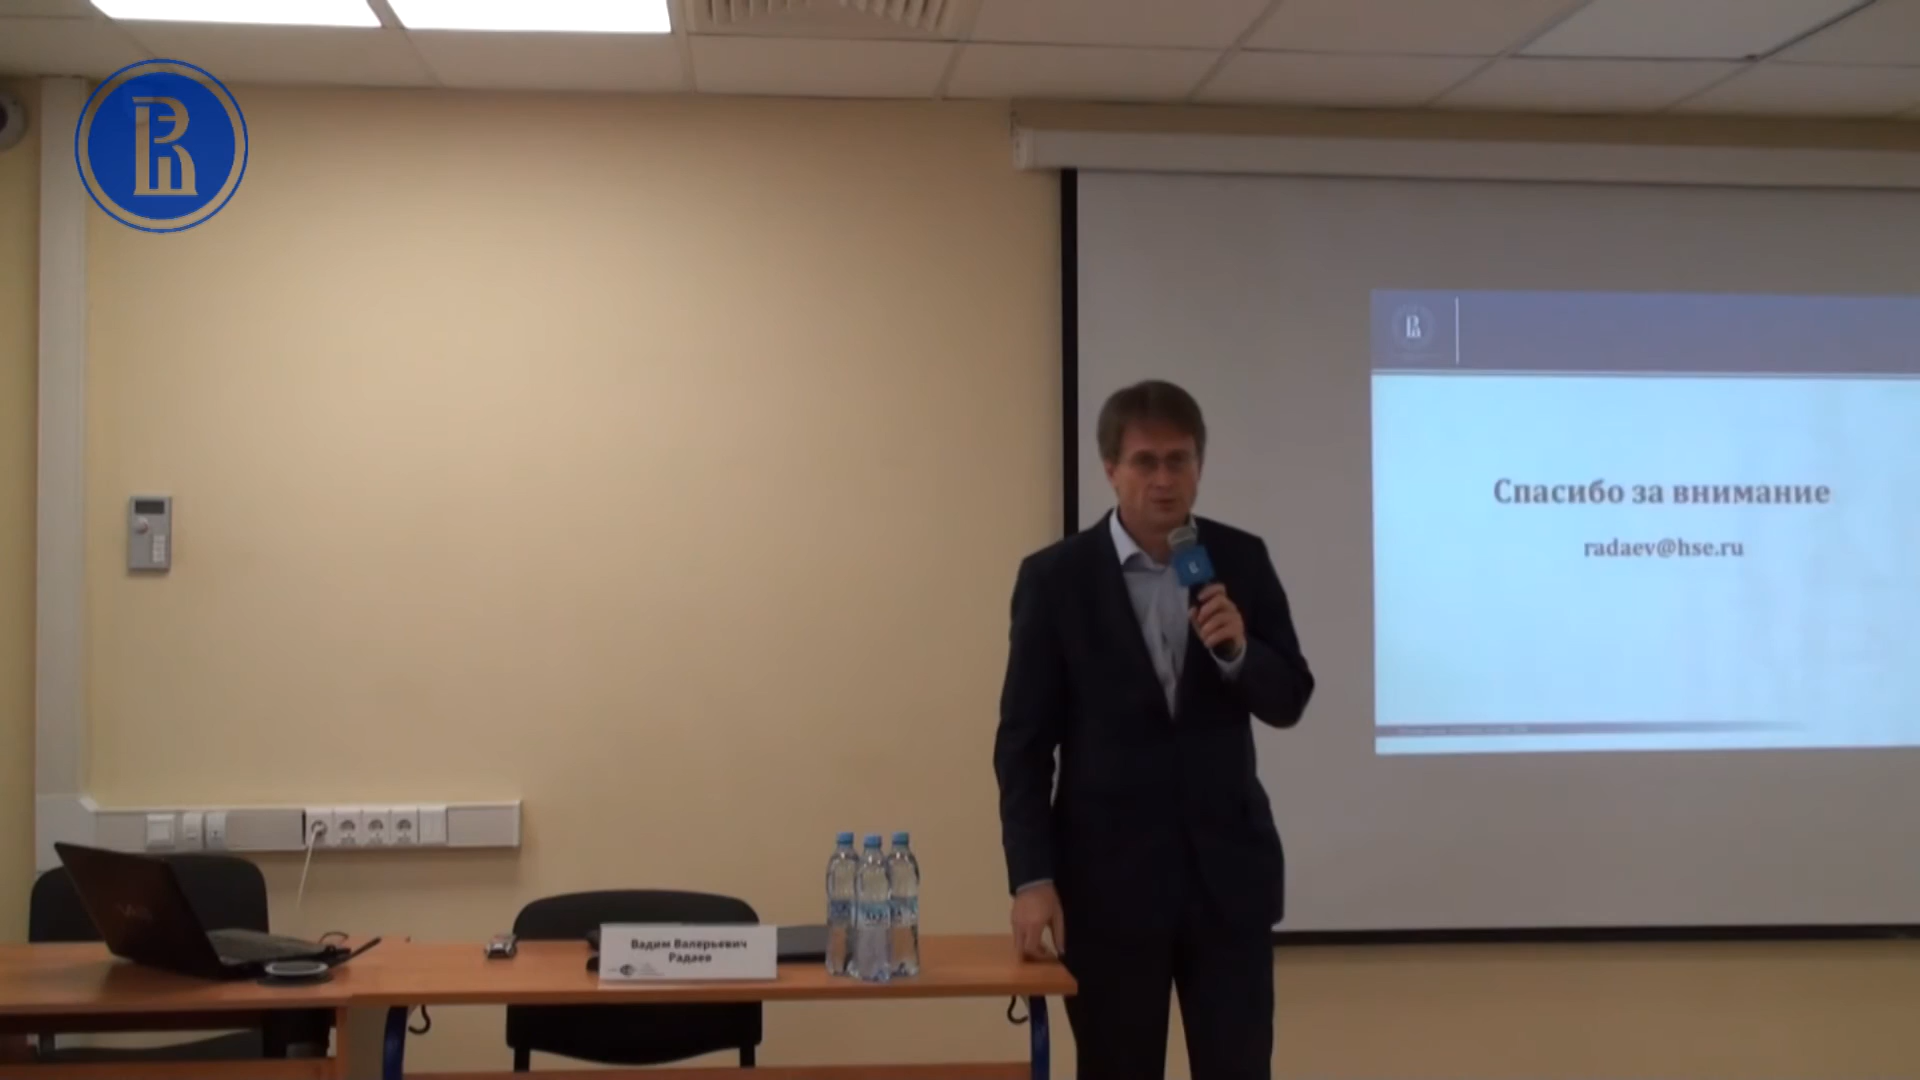 Спасибо за внимание
radaev@hse.ru
Вадим Валерьевич
Радаев